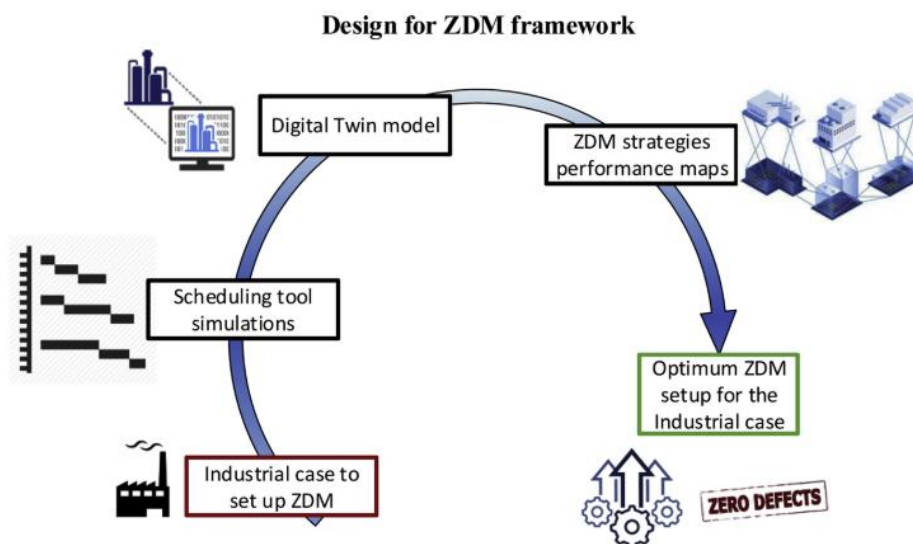 Design for ZDM framework
Digital Twin model
ZDM strategies
performance maps
Scheduling tool
simulations
Optimum ZDM
setup for the
Industrial case
Industrial case to
set up ZDM
ZERO DEFECTS